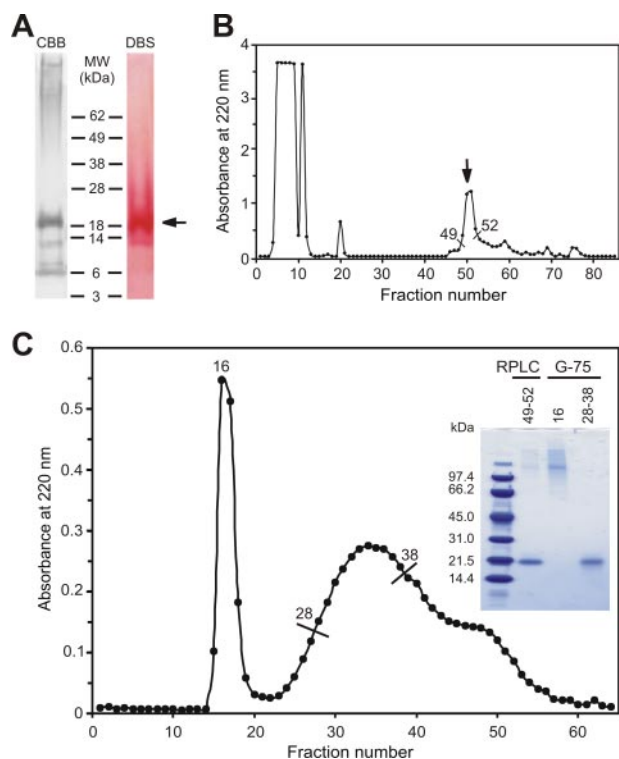 A
CBB
MW
(kDa)
DBS
62
49
38
28
18
14
6
3
B
Absorbance at 220 nm
4
3
2
1
0
49
52
0 10 20 30 40 50 60 70 80
Fraction number
C
Absorbance at 220 nm
0.6
0.5
0.4
0.3
0.2
0.1
0
16
28
38
0 10 20 30 40 50 60
Fraction number
RPLC G-75
49-52
16
28-38
kDa
97.4
66.2
45.0
31.0
21.5
14.4